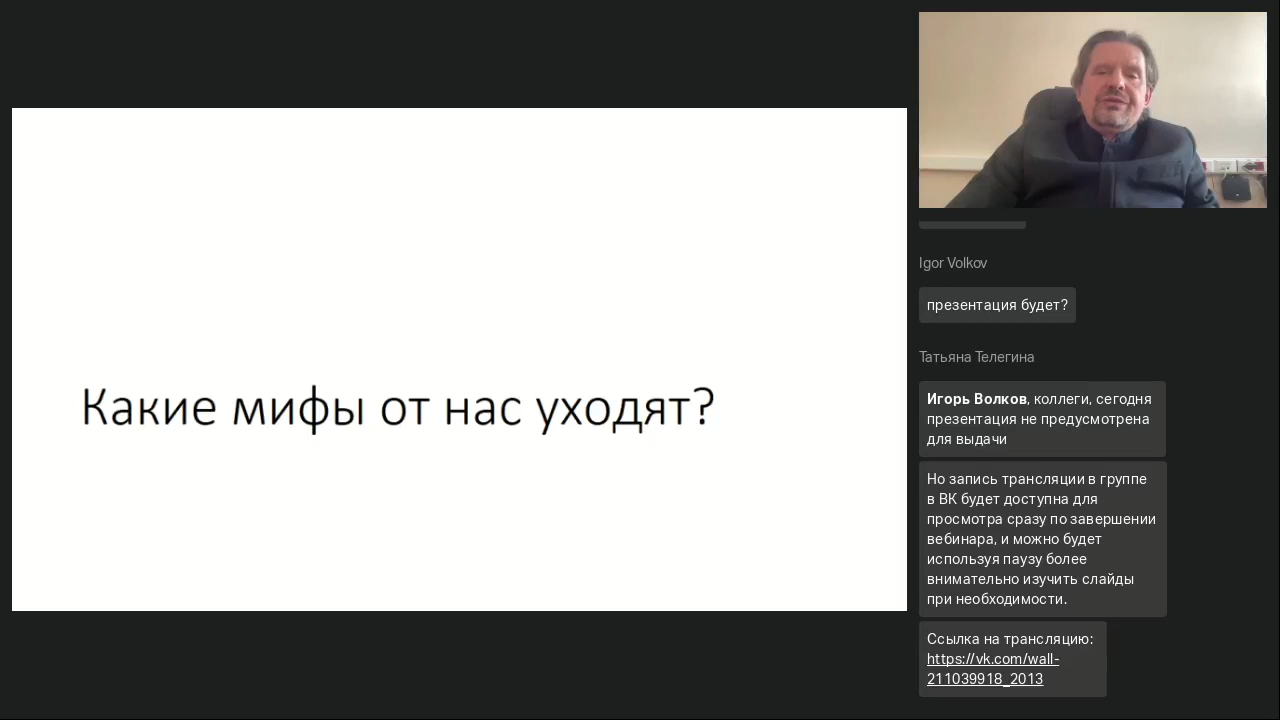 Какие мифы от нас уходят?
Igor Volkov
презентация будет?
Татьяна Телегина
Игорь Волков, коллеги, сегодня
презентация не предусмотрена
для выдачи
Но запись трансляции в группе
в ВК будет доступна для
просмотра сразу по завершении
вебинара, и можно будет
используя паузу более
внимательно изучить слайды
при необходимости.
Ссылка на трансляцию:
https://vk.com/wall-
211039918_2013